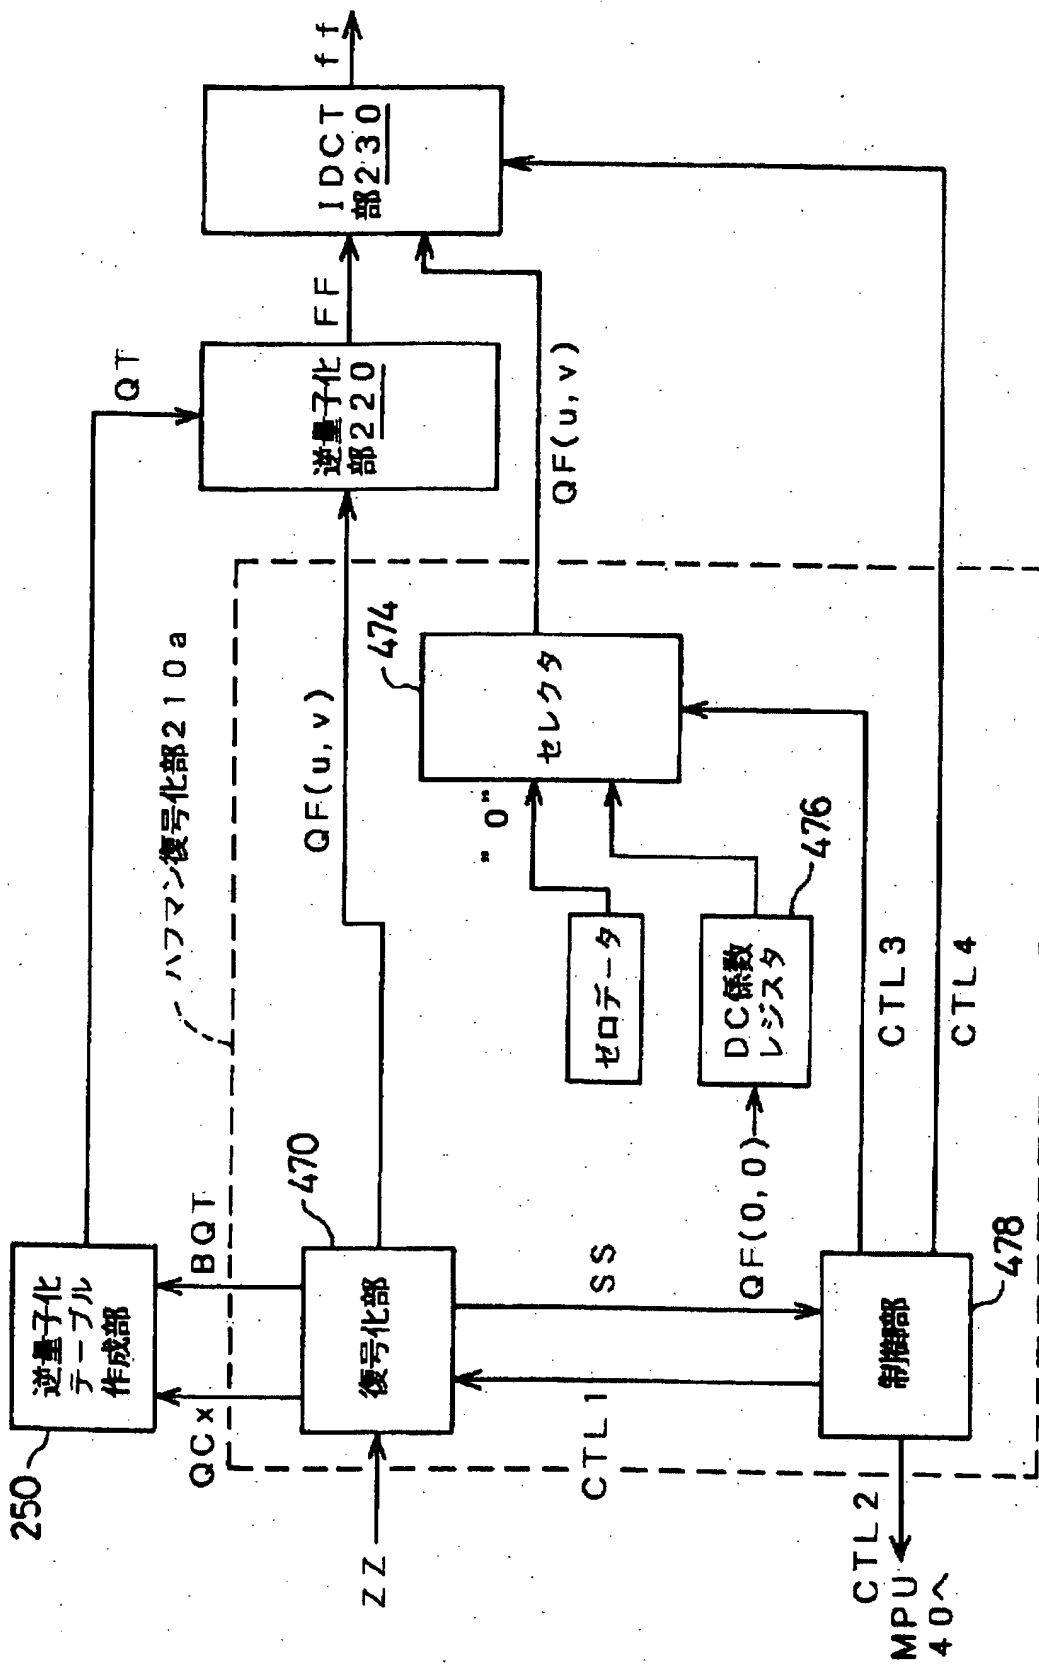 250
逆量子化
テーブル
作成部
QT
QCx
BQT
ハフマン復号化部210a
逆量子化
部220
FF
IDCT
部230
ff
ZZ
470
復号化部
QF(u,v)
474
セレクタ
QF(u,v)
"0"
ゼロデータ
DC係数
レジスタ
476
QF(0,0)
CTL1
SS
制御部
478
CTL3
CTL4
CTL2
MPU
40へ